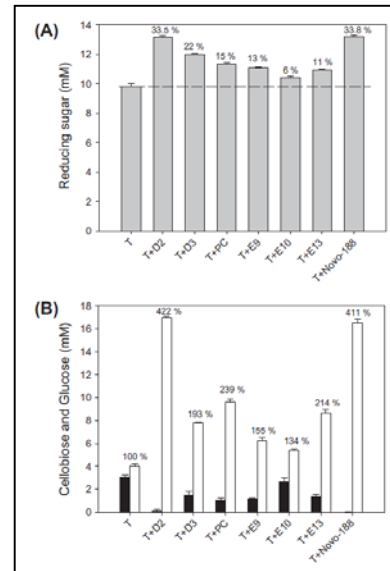 (A)
Reducing sugar (mM)
14
12
10
8
6
4
2
0
33.5 %
22 %
15 %
13 %
6 %
11 %
33.8 %
T
T+D2
T+D3
T+PC
T+E9
T+E10
T+E13
T+Novo-188
(B)
Cellobiose and Glucose (mM)
18
16
14
12
10
8
6
4
2
0
100 %
422 %
193 %
239 %
155 %
134 %
214 %
411 %
T
T+D2
T+D3
T+PC
T+E9
T+E10
T+E13
T+Novo-188